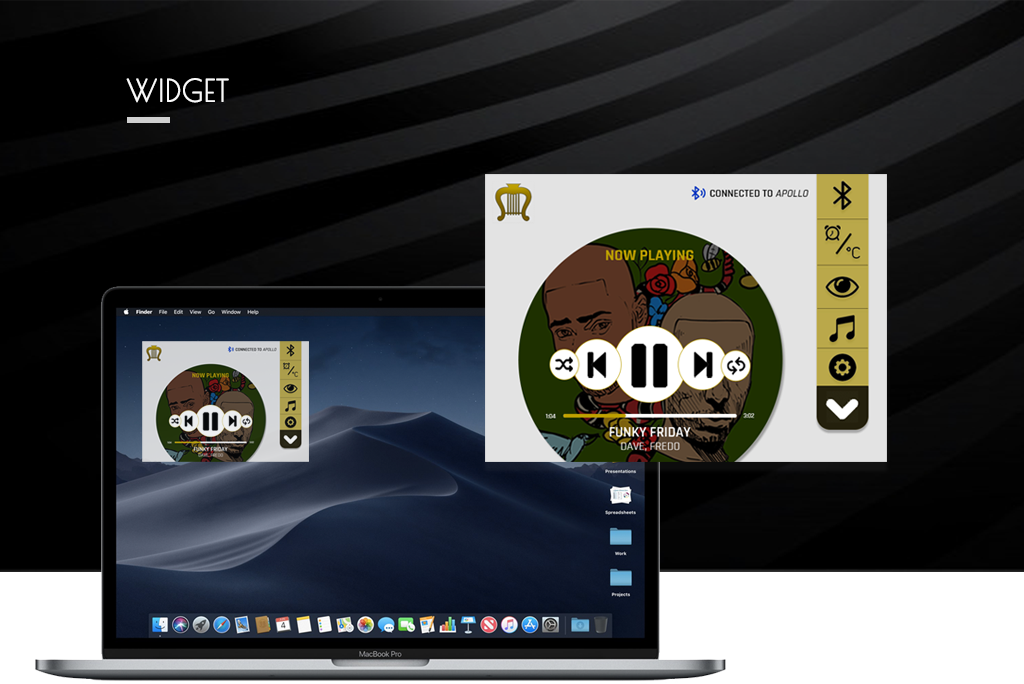 WIDGET
CONNECTED TO APOLLO
°C
NOW PLAYING
1:04
3:02
FUNKY FRIDAY
DAVE, FREDO
Finder File Edit View Go Window Help
CONNECTED TO APOLLO
°C
NOW PLAYING
FUNKY FRIDAY
DAVE, FREDO
Presentations
Spreadsheets
Work
Projects
4
MacBook Pro